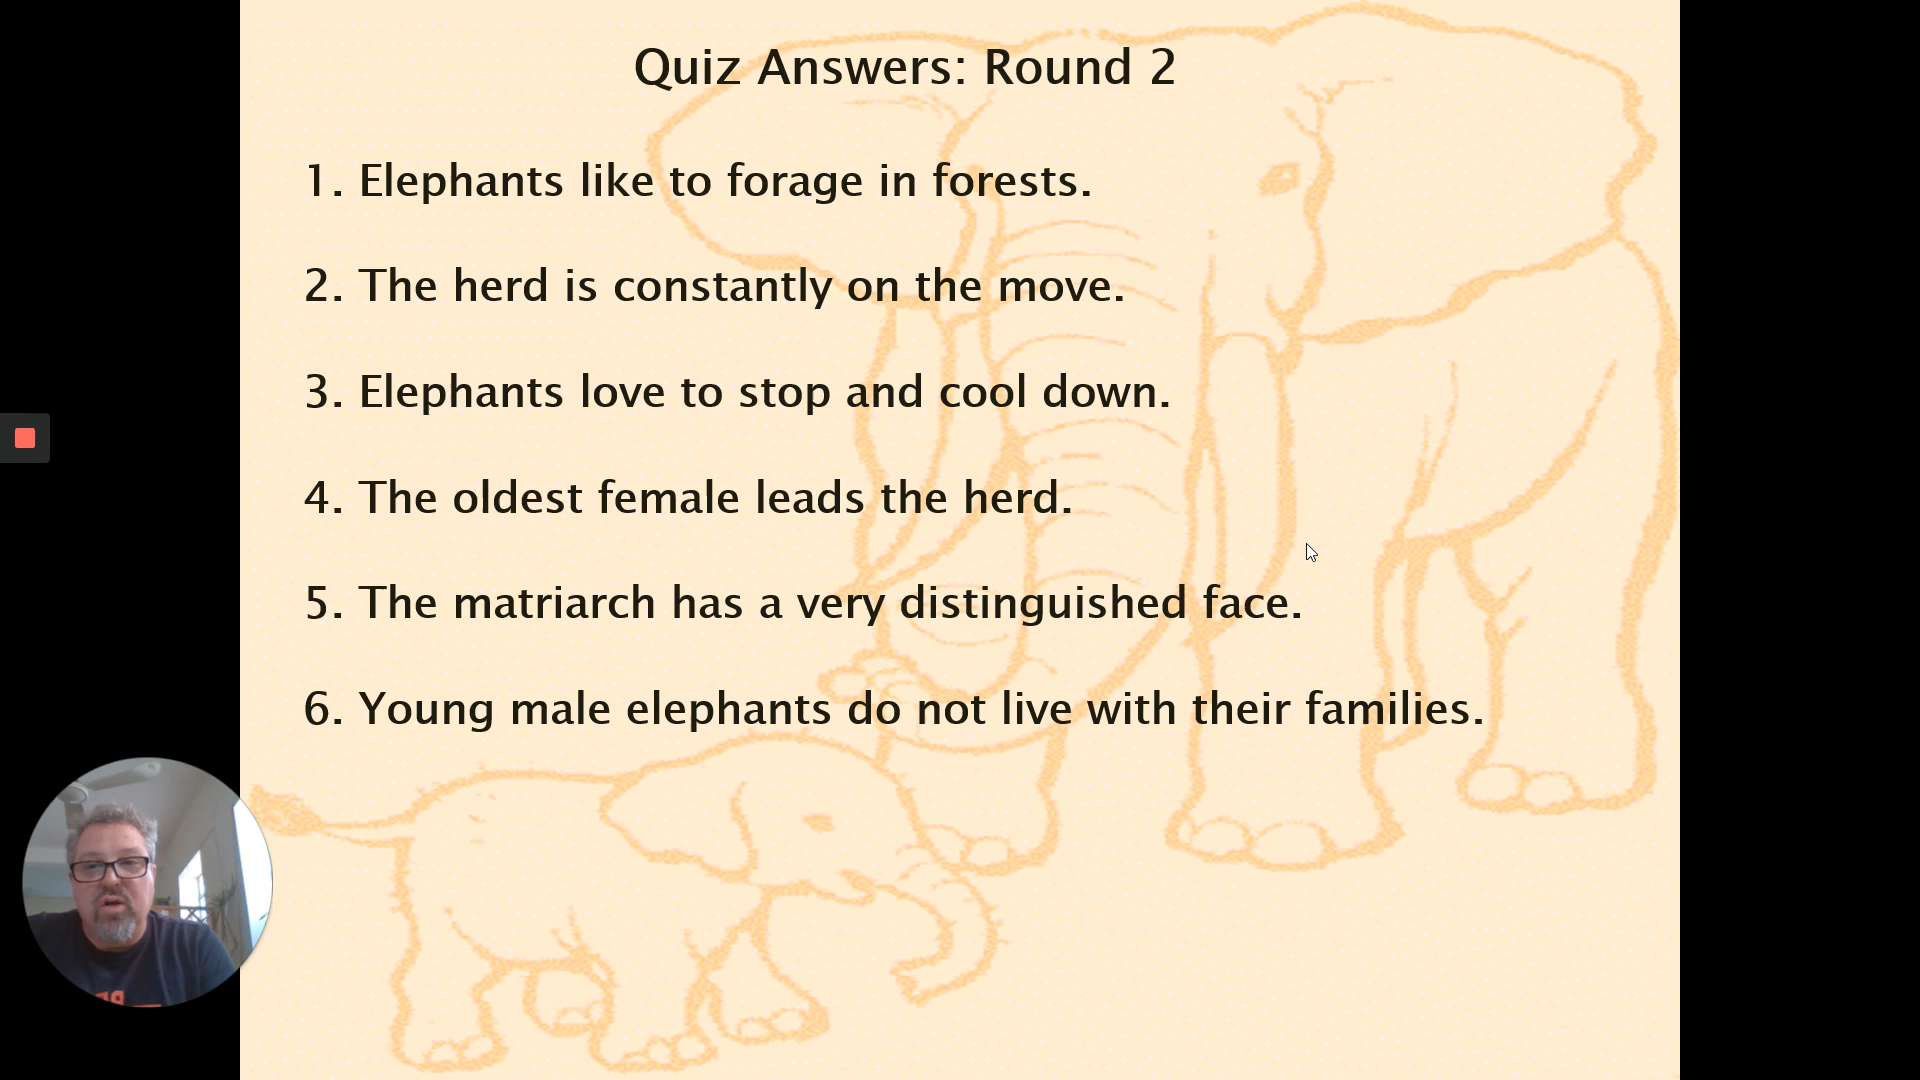 Quiz Answers: Round 2
1. Elephants like to forage in forests.
2. The herd is constantly on the move.
3. Elephants love to stop and cool down.
4. The oldest female leads the herd.
5. The matriarch has a very distinguished face.
6. Young male elephants do not live with their families.